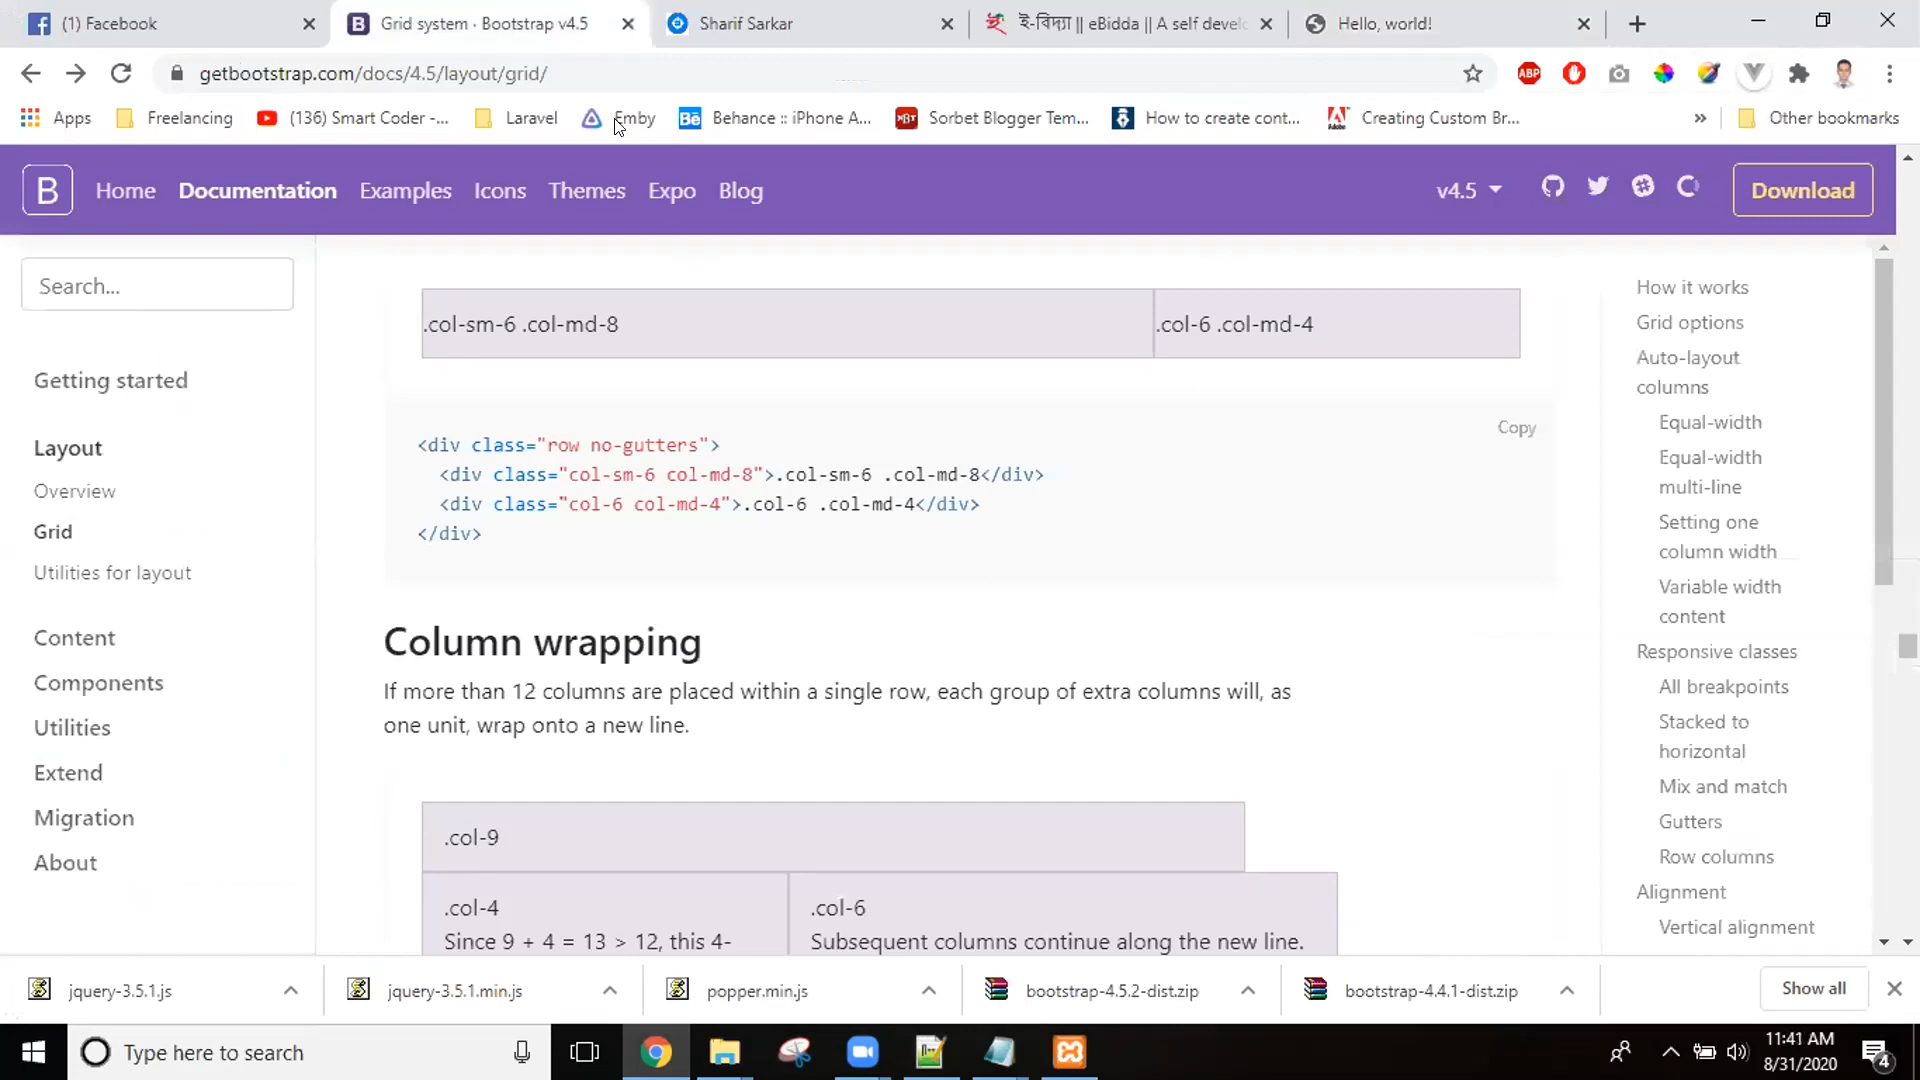 (1) Facebook
Grid system · Bootstrap v4.5
Sharif Sarkar
ই-বিদ্যা || eBidda || A self develo
Hello, world!
getbootstrap.com/docs/4.5/layout/grid/
ABP
Apps
Freelancing
(136) Smart Coder -...
Laravel
Emby
Bē
Behance :: iPhone A...
MBT
Sorbet Blogger Tem...
How to create cont...
Creating Custom Br...
»
Other bookmarks
B
Home
Documentation
Examples
Icons
Themes
Expo
Blog
v4.5
Download
Search...
Getting started
Layout
Overview
Grid
Utilities for layout
Content
Components
Utilities
Extend
Migration
About
.col-sm-6 .col-md-8
.col-6 .col-md-4
Copy
<div class="row no-gutters">
<div class="col-sm-6 col-md-8">.col-sm-6 .col-md-8</div>
<div class="col-6 col-md-4">.col-6 .col-md-4</div>
</div>
Column wrapping
If more than 12 columns are placed within a single row, each group of extra columns will, as
one unit, wrap onto a new line.
.col-9
.col-4
Since 9 + 4 = 13 > 12, this 4-
.col-6
Subsequent columns continue along the new line.
How it works
Grid options
Auto-layout
columns
Equal-width
Equal-width
multi-line
Setting one
column width
Variable width
content
Responsive classes
All breakpoints
Stacked to
horizontal
Mix and match
Gutters
Row columns
Alignment
Vertical alignment
jquery-3.5.1.js
jquery-3.5.1.min.js
popper.min.js
bootstrap-4.5.2-dist.zip
bootstrap-4.4.1-dist.zip
Show all
Type here to search
11:41 AM
8/31/2020
4